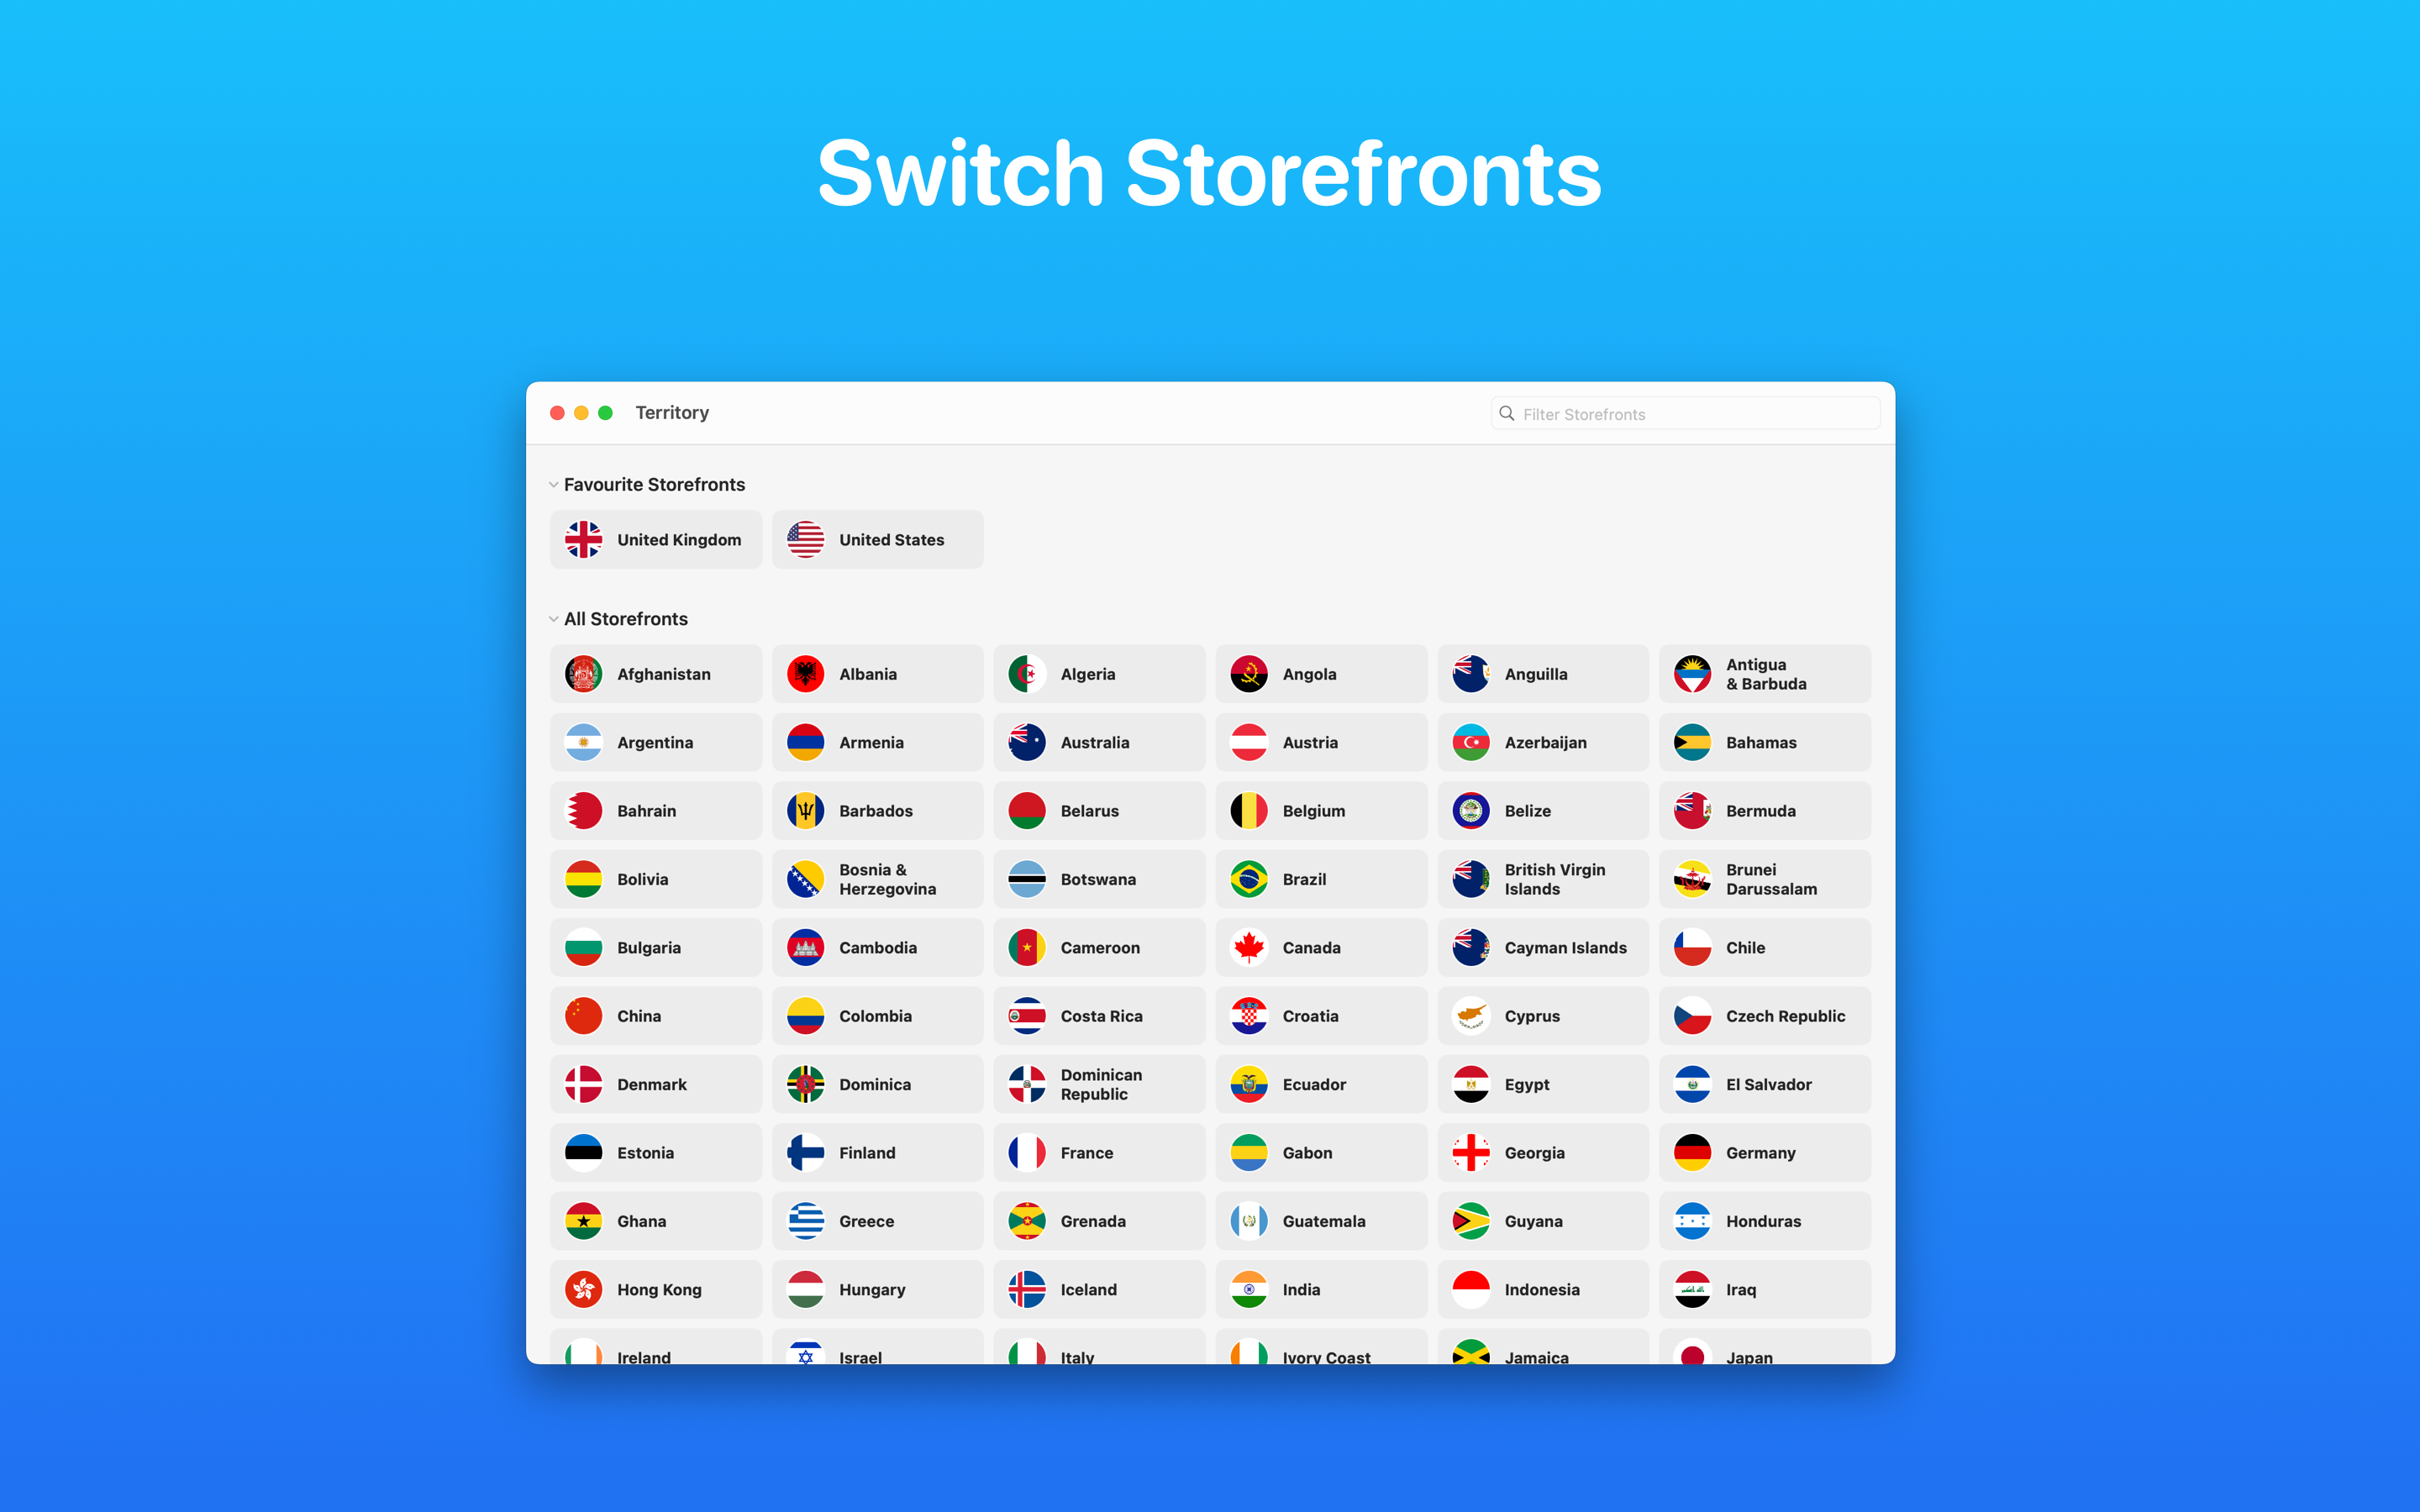 Switch Storefronts
Territory
Filter Storefronts
Favourite Storefronts
United Kingdom
United States
All Storefronts
Afghanistan
Albania
Algeria
Angola
Anguilla
Antigua
& Barbuda
Argentina
Armenia
Australia
Austria
Azerbaijan
Bahamas
Bahrain
Barbados
Belarus
Belgium
Belize
Bermuda
Bolivia
Bosnia &
Herzegovina
Botswana
Brazil
British Virgin
Islands
Brunei
Darussalam
Bulgaria
Cambodia
Cameroon
Canada
Cayman Islands
Chile
China
Colombia
Costa Rica
Croatia
Cyprus
Czech Republic
Denmark
Dominica
Dominican
Republic
Ecuador
Egypt
El Salvador
Estonia
Finland
France
Gabon
Georgia
Germany
Ghana
Greece
Grenada
Guatemala
Guyana
Honduras
Hong Kong
Hungary
Iceland
India
Indonesia
Iraq
Ireland
Israel
Italy
Ivory Coast
Jamaica
Japan